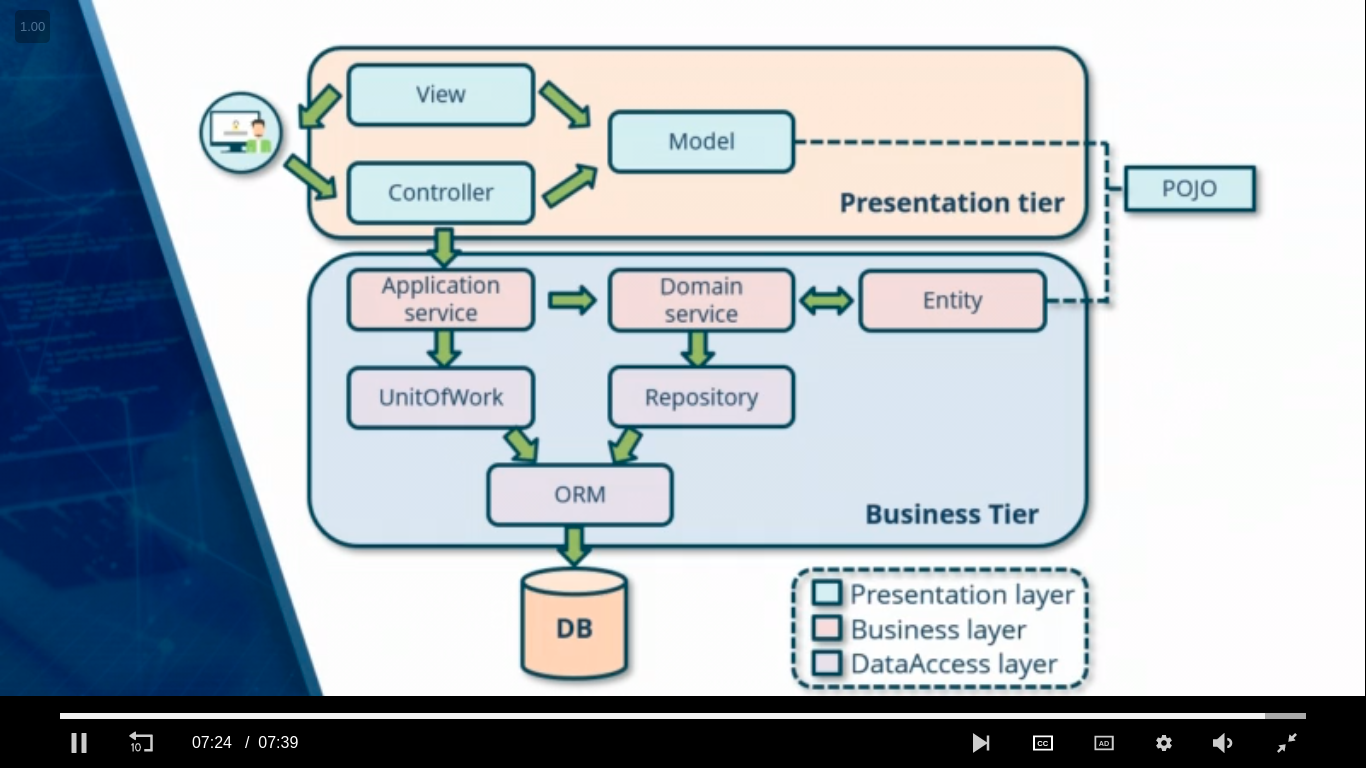 1.00
View
Model
Controller
Presentation tier
POJO
Application
service
Domain
service
Entity
UnitOfWork
Repository
ORM
Business Tier
DB
Presentation layer
Business layer
DataAccess layer
10
07:24 / 07:39
CC
AD